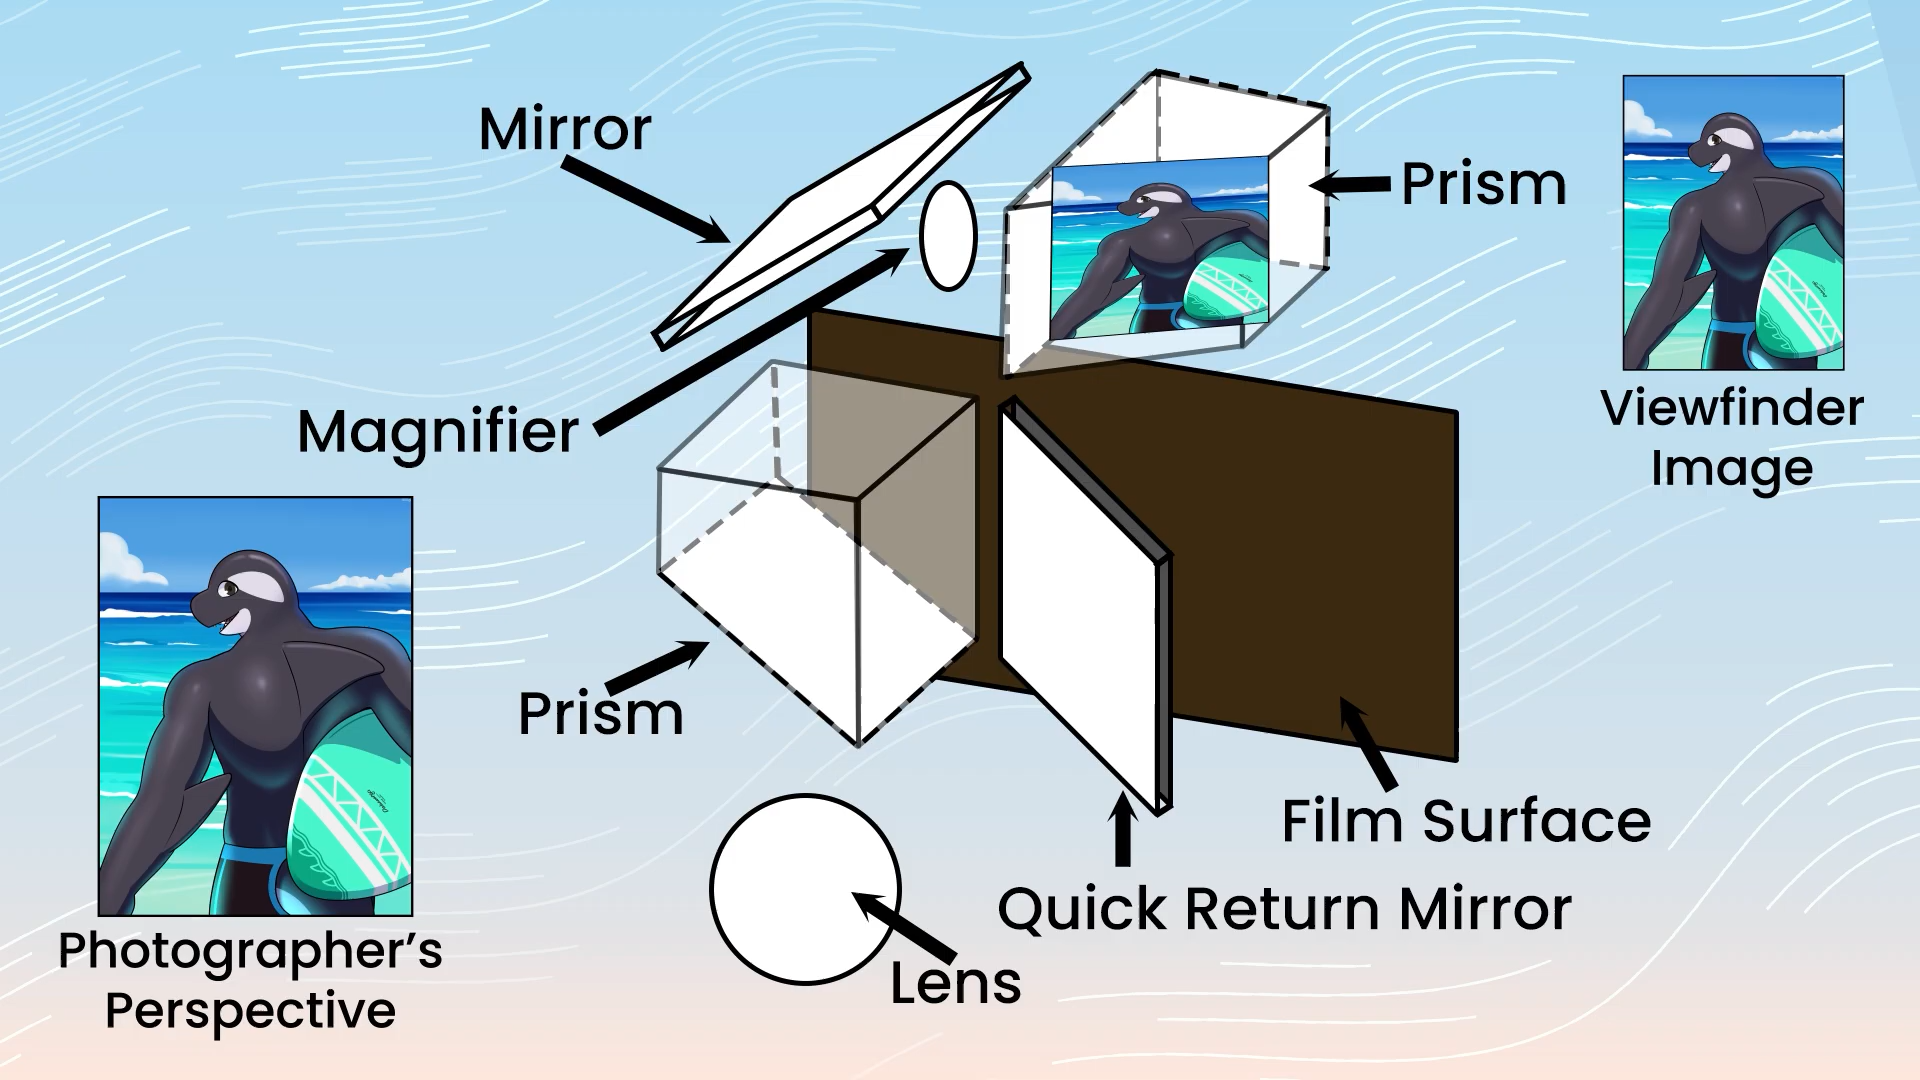 Mirror
Prism
Magnifier
Viewfinder
Image
Prism
Film Surface
Quick Return Mirror
Lens
Photographer's
Perspective